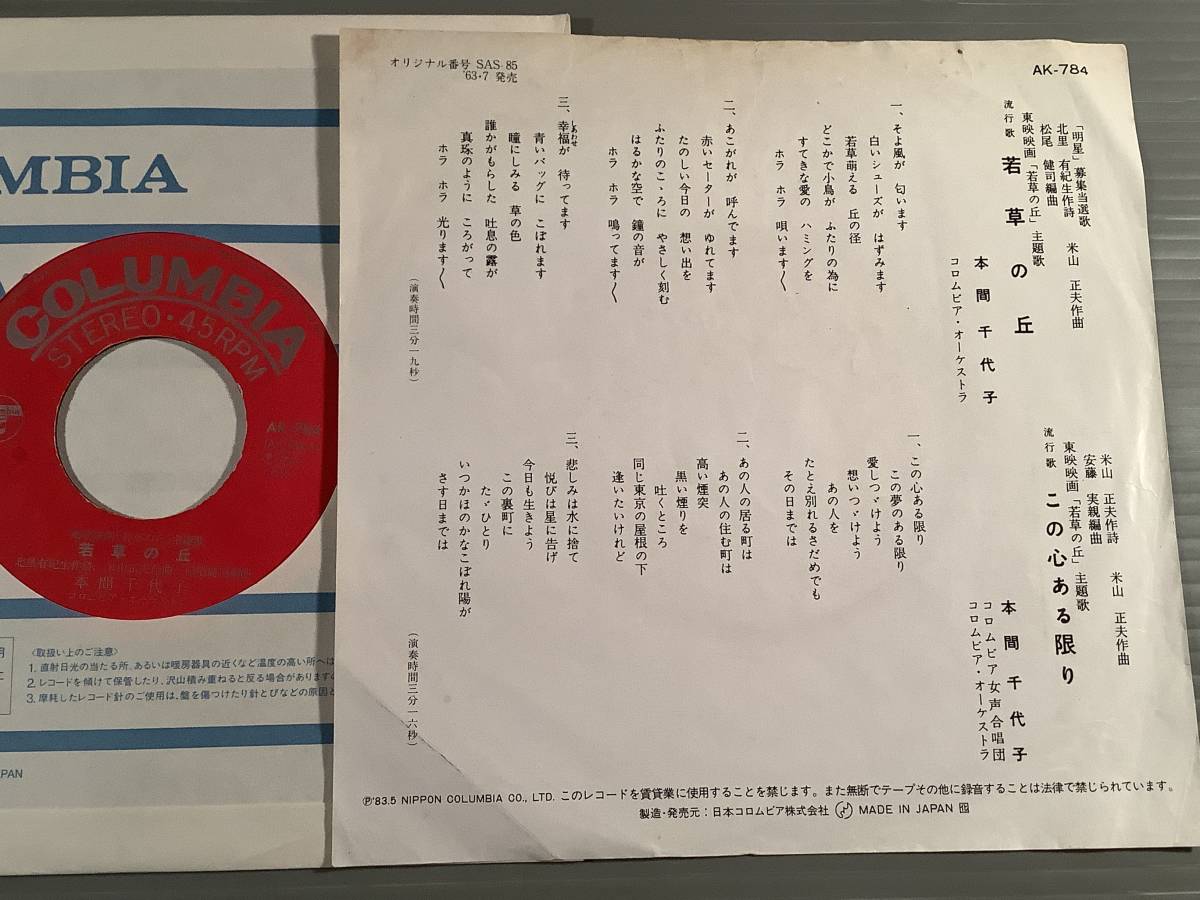 オリジナル番号 SAS-85
'63・7 発売
AK-784
「明星」募集当選歌
北里 有紀生作詩 米山 正夫作曲
松尾 健司編曲
東映映画「若草の丘」主題歌
流行歌 若草の丘
本間千代子
コロムビア・オーケストラ
一、そよ風が 匂います
白いシューズが はずみます
若草萌える 丘の径
どこかで小鳥が ふたりの為に
すてきな愛の ハミングを
ホラ ホラ 唄います〱
二、あこがれが 呼んでます
赤いセーターが ゆれてます
たのしい今日の 想い出を
ふたりのこゝろに やさしく刻む
はるかな空で 鐘の音が
ホラ ホラ 鳴ってます〱
三、幸福が 待ってます
しあわせ
青いバッグに こぼれます
瞳にしみる 草の色
誰かがもらした 吐息の露が
真珠のように ころがって
ホラ ホラ 光ります〱
(演奏時間三分一九秒)
米山 正夫作詩 米山 正夫作曲
安藤 実親編曲
東映映画「若草の丘」主題歌
流行歌 この心ある限り
本間千代子
コロムビア女声合唱団
コロムビア・オーケストラ
一、この心ある限り
この夢のある限り
愛しつゞけよう
想いつゞけよう
あの人を
たとえ別れるさだめでも
その日までは
二、あの人の居る町は
あの人の住む町は
高い煙突
黒い煙りを
吐くところ
同じ東京の屋根の下
逢いたいけれど
三、悲しみは水に捨て
悦びは星に告げ
今日も生きよう
この裏町に
たゞひとり
いつかほのかなこぼれ陽が
さす日までは
(演奏時間三分一六秒)
Ⓟ'83.5 NIPPON COLUMBIA CO., LTD. このレコードを賃貸業に使用することを禁じます。また無断でテープその他に録音することは法律で禁じられています。
製造・発売元:日本コロムビア株式会社 MADE IN JAPAN
MBIA
COLUMBIA
STEREO・45RPM
AK-784
若草の丘
本間千代子
〈取扱い上のご注意〉
1. 直射日光の当たる所、あるいは暖房器具の近くなど温度の高い所へは
2. レコードを傾けて保管したり、沢山積み重ねると反る場合がありますの
3. 摩耗したレコード針のご使用は、盤を傷つけたり針とびなどの原因と
PAN